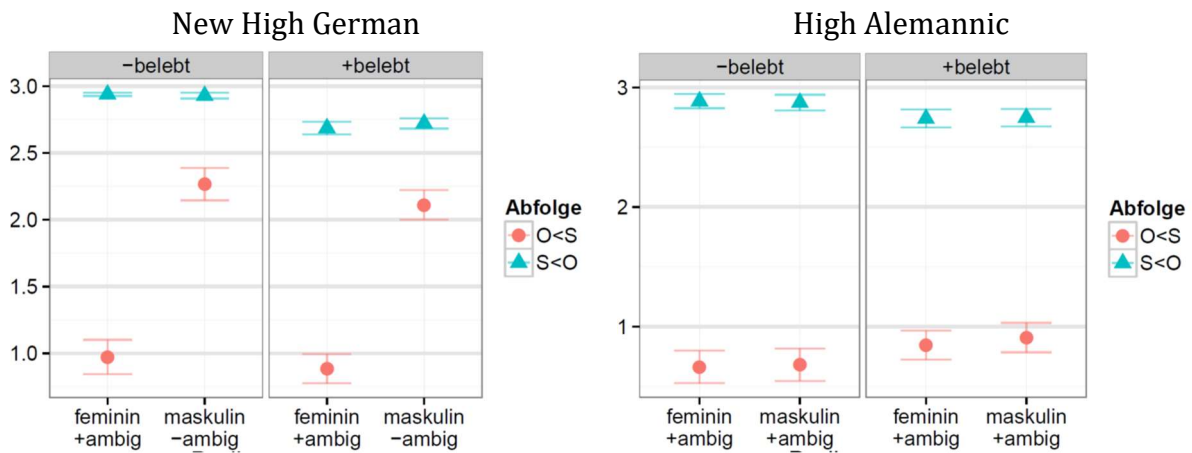 New High German
−belebt
+belebt
3.0
2.5
2.0
1.5
1.0
feminin
+ambig
maskulin
−ambig
feminin
+ambig
maskulin
−ambig
Abfolge
O<S
S<O
High Alemannic
−belebt
+belebt
3
2
1
feminin
+ambig
maskulin
+ambig
feminin
+ambig
maskulin
+ambig
Abfolge
O<S
S<O